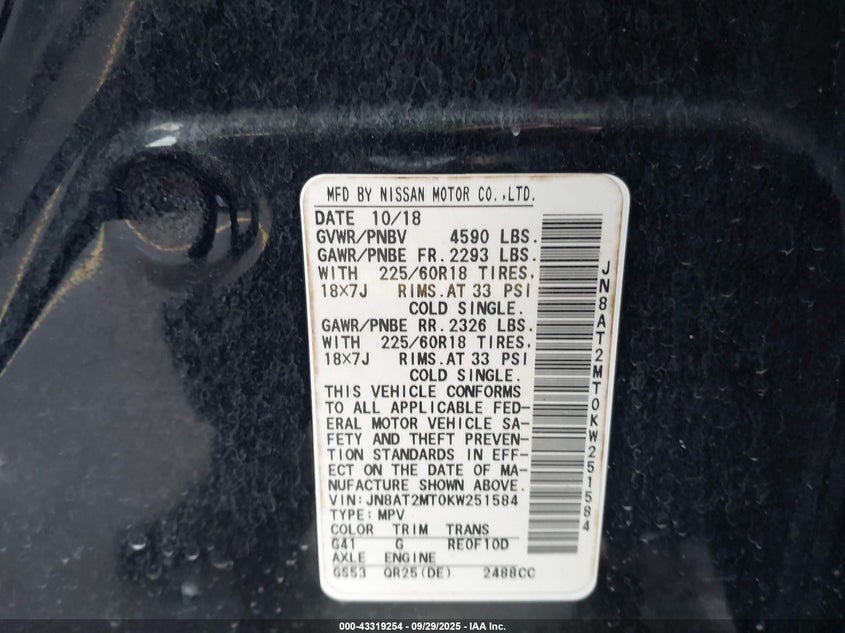 MFD BY NISSAN MOTOR CO.,LTD.
DATE 10/18
GVWR/PNBV 4590 LBS.
GAWR/PNBE FR. 2293 LBS.
WITH 225/60R18 TIRES,
18×7J RIMS. AT 33 PSI
COLD SINGLE.
GAWR/PNBE RR. 2326 LBS.
WITH 225/60R18 TIRES,
18×7J RIMS. AT 33 PSI
COLD SINGLE.
THIS VEHICLE CONFORMS
TO ALL APPLICABLE FED-
ERAL MOTOR VEHICLE SA-
FETY AND THEFT PREVEN-
TION STANDARDS IN EFF-
ECT ON THE DATE OF MA-
NUFACTURE SHOWN ABOVE.
VIN: JN8AT2MT0KW251584
TYPE: MPV
COLOR TRIM TRANS
G41 G RE0F10D
AXLE ENGINE
GS53 QR25(DE) 2488CC
JN8AT2MT0KW251584
000-43319254 - 09/29/2025 - IAA Inc.